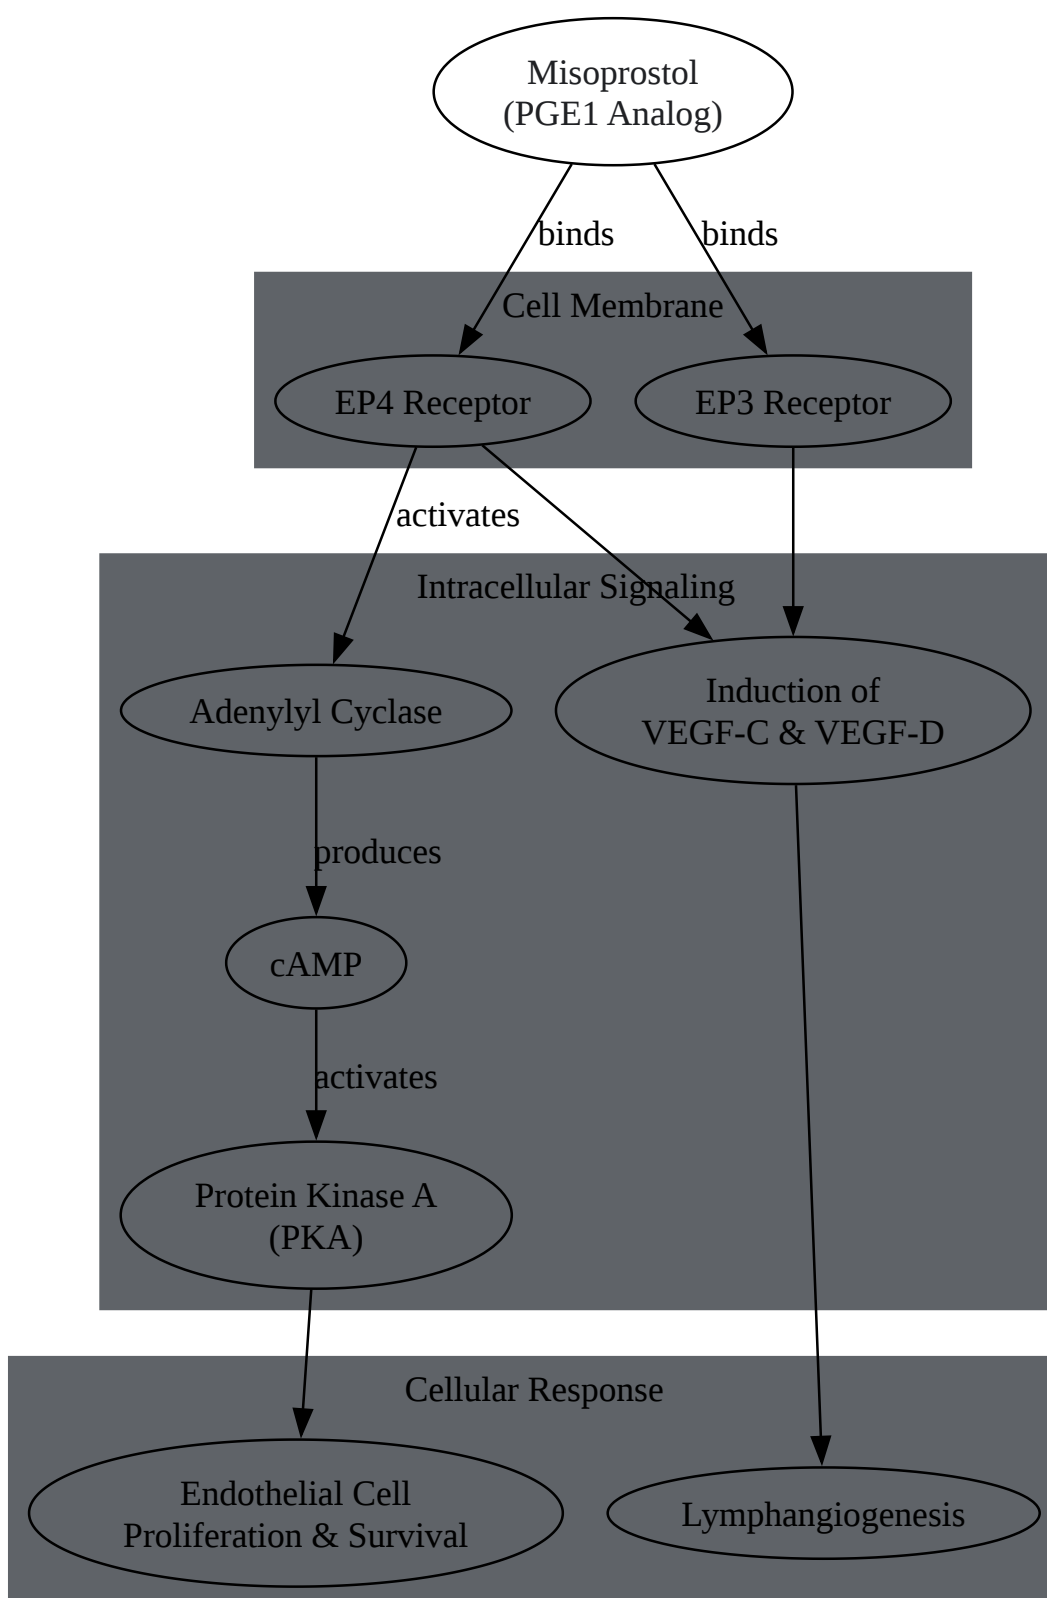 Misoprostol
(PGE1 Analog)
binds
binds
Cell Membrane
EP4 Receptor
EP3 Receptor
activates
Intracellular Signaling
Adenylyl Cyclase
Induction of
VEGF-C & VEGF-D
produces
cAMP
activates
Protein Kinase A
(PKA)
Cellular Response
Endothelial Cell
Proliferation & Survival
Lymphangiogenesis